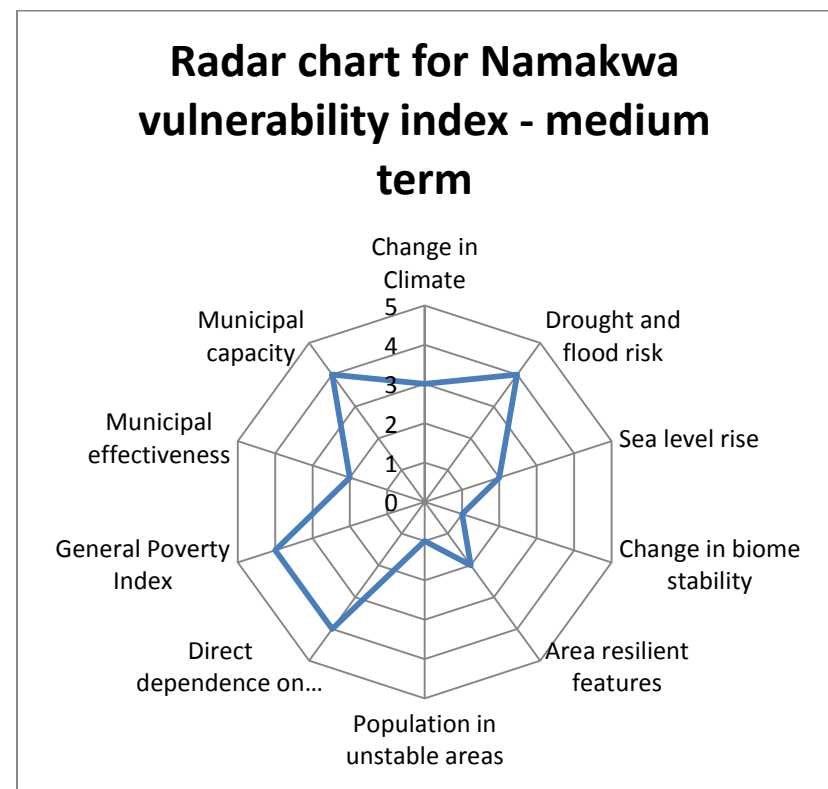 Radar chart for Namakwa
vulnerability index - medium
term
Change in
Climate
Drought and
flood risk
Sea level rise
Change in biome
stability
Area resilient
features
Population in
unstable areas
Direct
dependence on…
General Poverty
Index
Municipal
effectiveness
Municipal
capacity
5
4
3
2
1
0